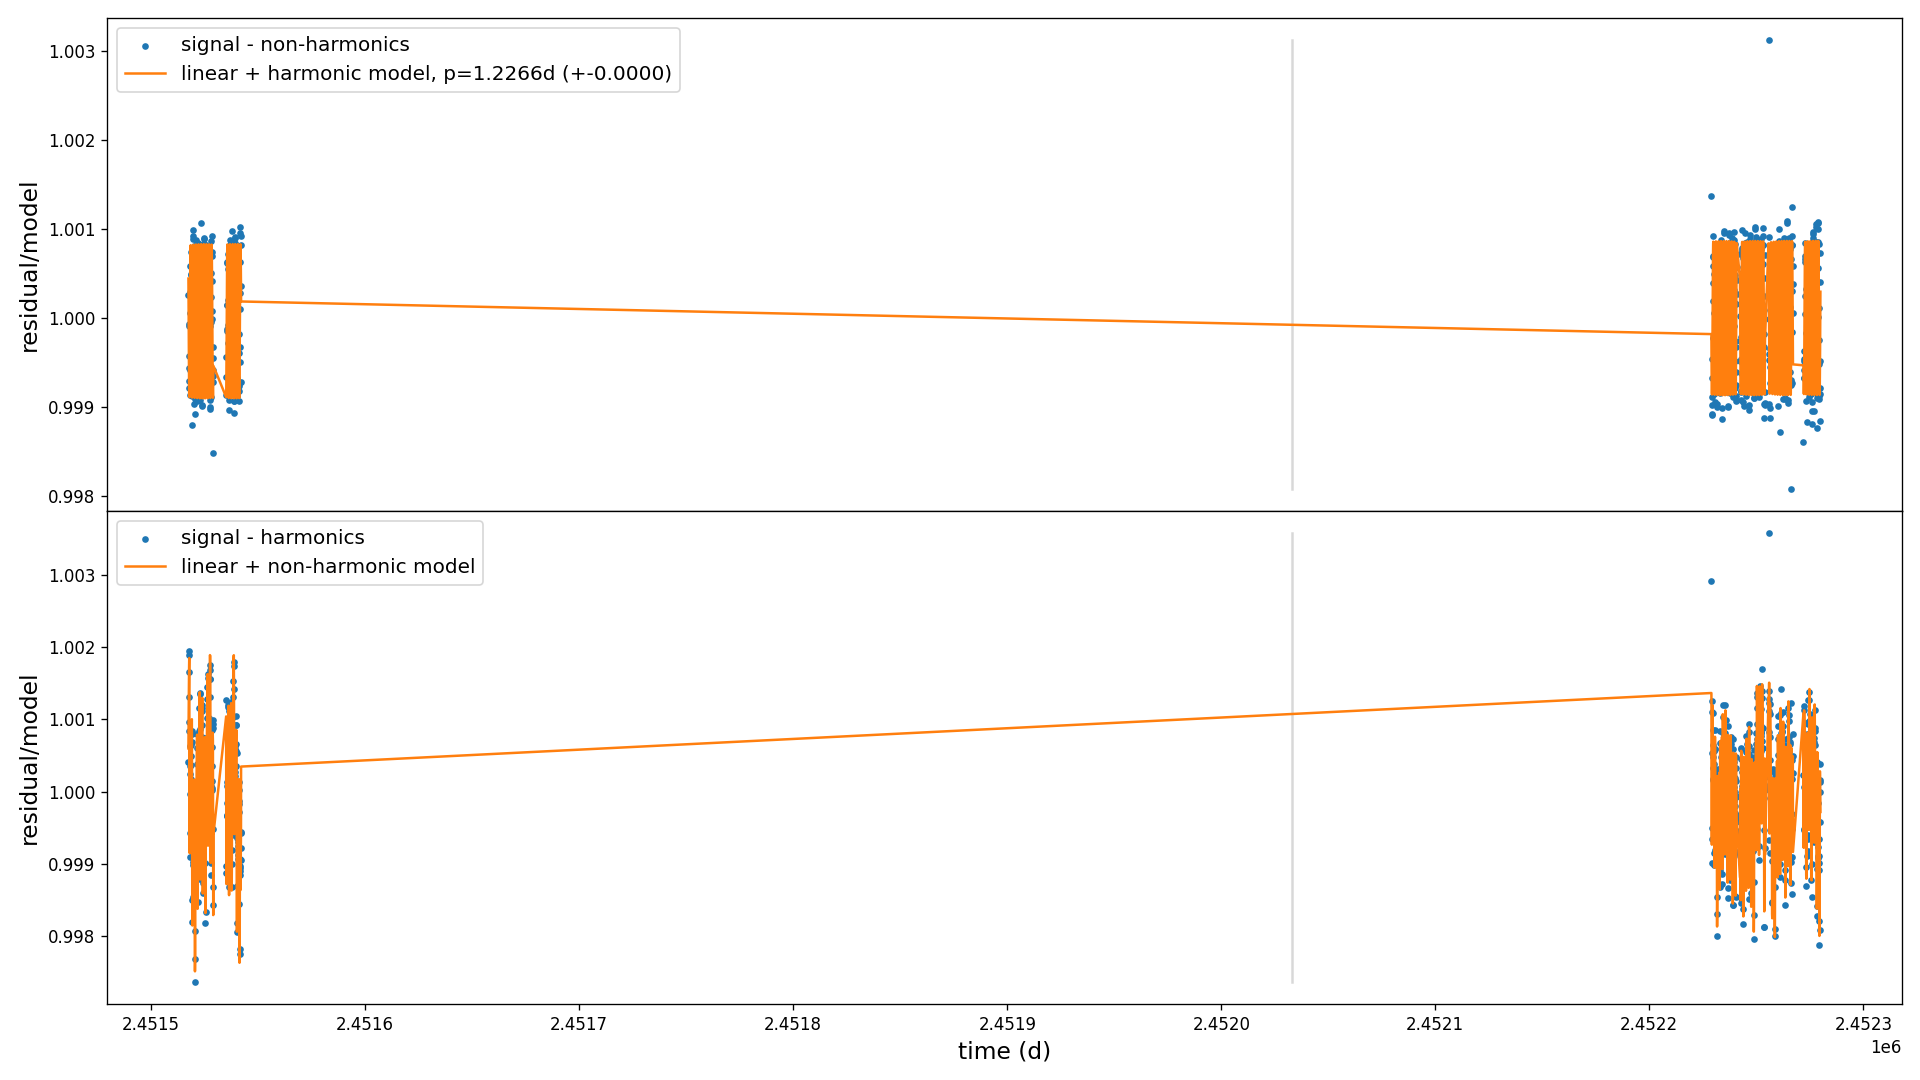 signal - non-harmonics
linear + harmonic model, p=1.2266d (+-0.0000)
1.003
1.002
1.001
1.000
0.999
0.998
residual/model
signal - harmonics
linear + non-harmonic model
1.003
1.002
1.001
1.000
0.999
0.998
residual/model
2.4515 2.4516 2.4517 2.4518 2.4519 2.4520 2.4521 2.4522 2.4523
1e6
time (d)